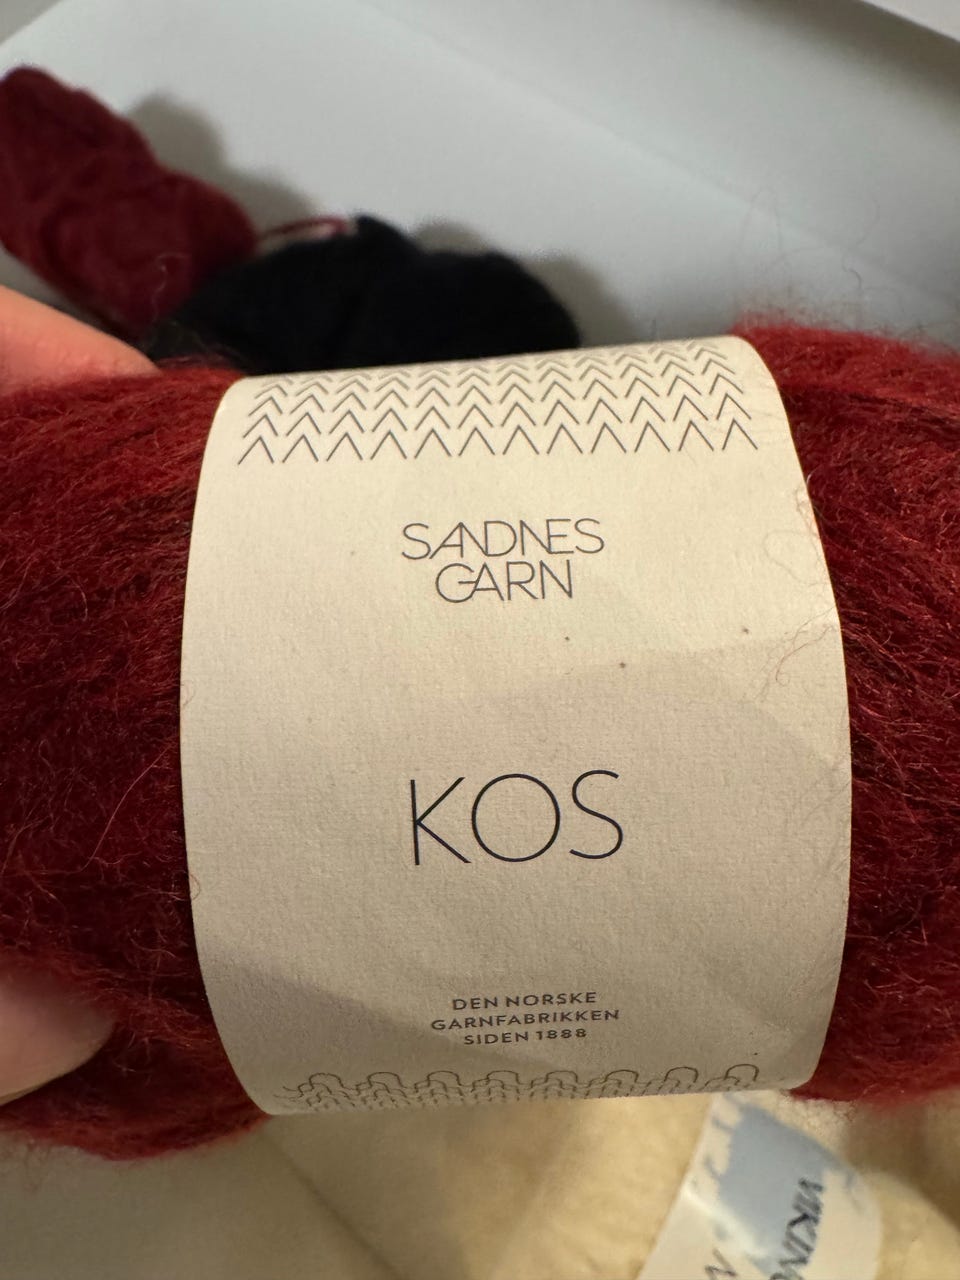 SANDNES
GARN
KOS
DEN NORSKE
GARNFABRIKKEN
SIDEN 1888